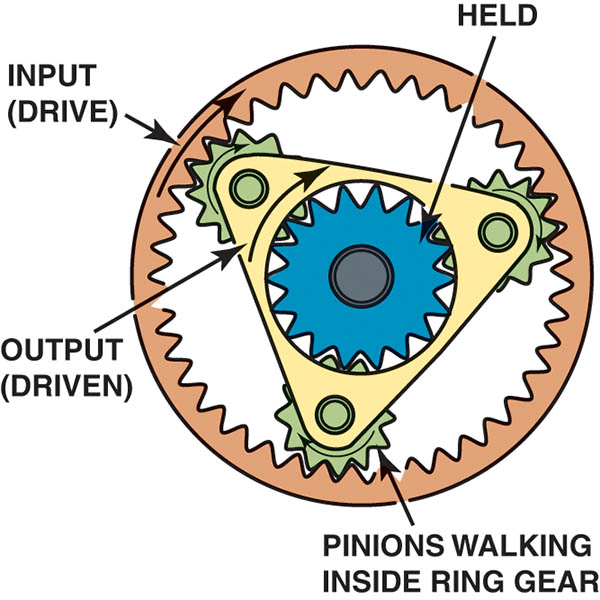 HELD
INPUT
(DRIVE)
OUTPUT
(DRIVEN)
PINIONS WALKING
INSIDE RING GEAR